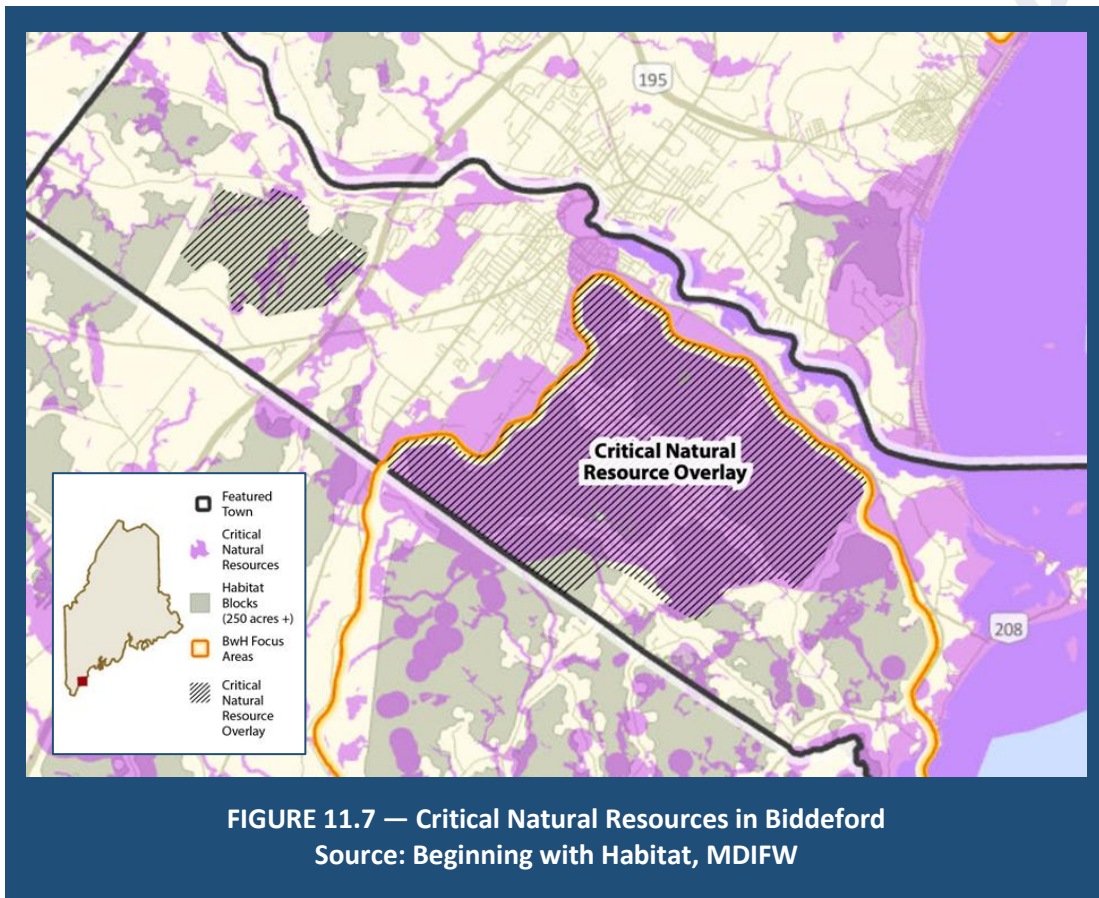 195
Critical Natural
Resource Overlay
208
Featured
Town
Critical
Natural
Resources
Habitat
Blocks
(250 acres +)
BwH Focus
Areas
Critical
Natural
Resource
Overlay
FIGURE 11.7 — Critical Natural Resources in Biddeford
Source: Beginning with Habitat, MDIFW